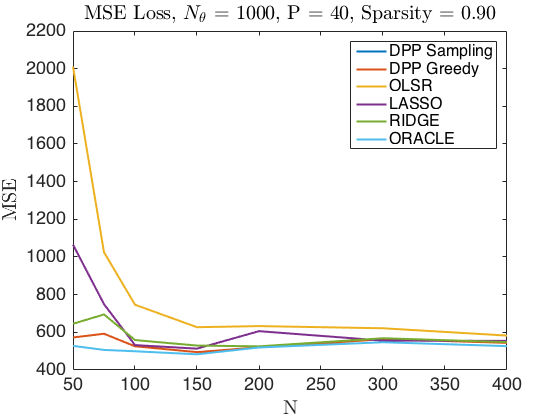 MSE Loss, N_θ = 1000, P = 40, Sparsity = 0.90
2200
2000
1800
1600
1400
1200
1000
800
600
400
MSE
50
100
150
200
250
300
350
400
N
DPP Sampling
DPP Greedy
OLSR
LASSO
RIDGE
ORACLE